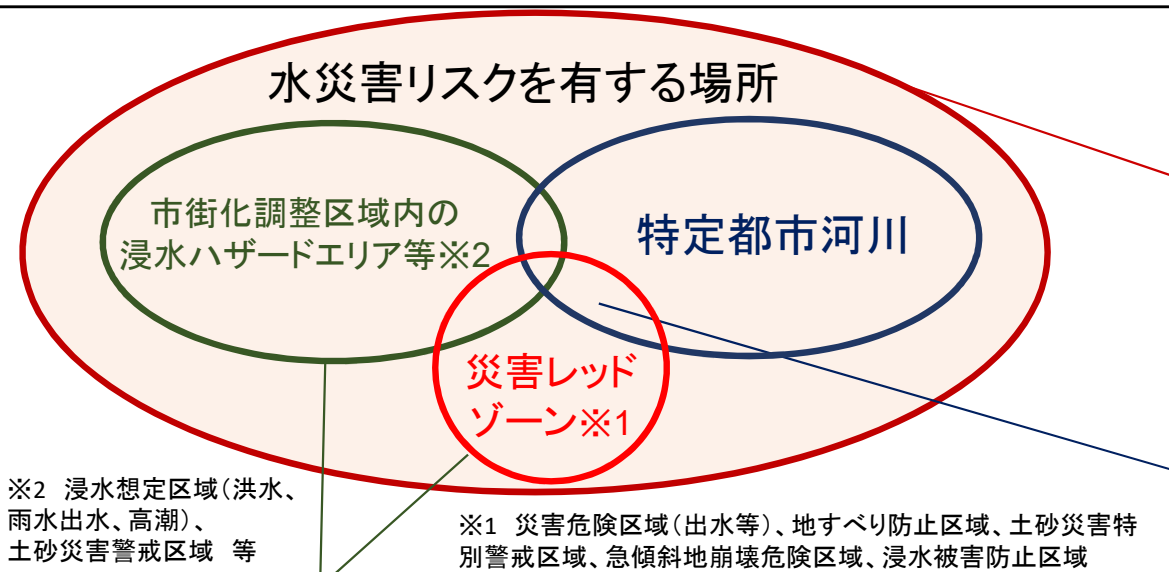 水災害リスクを有する場所
市街化調整区域内の
浸水ハザードエリア等※2
特定都市河川
災害レッド
ゾーン※1
※2 浸水想定区域(洪水、
雨水出水、高潮)、
土砂災害警戒区域 等
※1 災害危険区域(出水等)、地すべり防止区域、土砂災害特
別警戒区域、急傾斜地崩壊危険区域、浸水被害防止区域